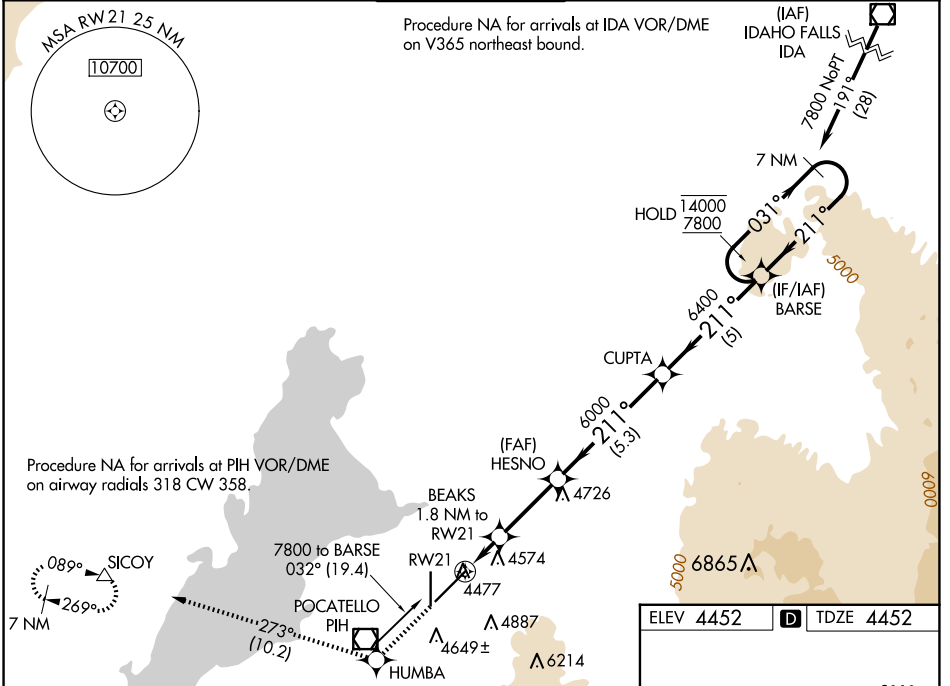 MSA RW21 25 NM
10700
Procedure NA for arrivals at IDA VOR/DME
on V365 northeast bound.
(IAF)
IDAHO FALLS
IDA
7800 NoPT
191°
(28)
7 NM
HOLD 14000
7800
031°
211°
5000
(IF/IAF)
BARSE
6400
211°
(5)
CUPTA
6000
211°
(5.3)
(FAF)
HESNO
4726
Procedure NA for arrivals at PIH VOR/DME
on airway radials 318 CW 358.
BEAKS
1.8 NM to
RW21
4574
6000
7800 to BARSE
032° (19.4)
RW21
4477
5000
6865
089°
SICOY
269°
7 NM
273°
(10.2)
POCATELLO
PIH
4649±
4887
HUMBA
6214
ELEV 4452
D
TDZE 4452